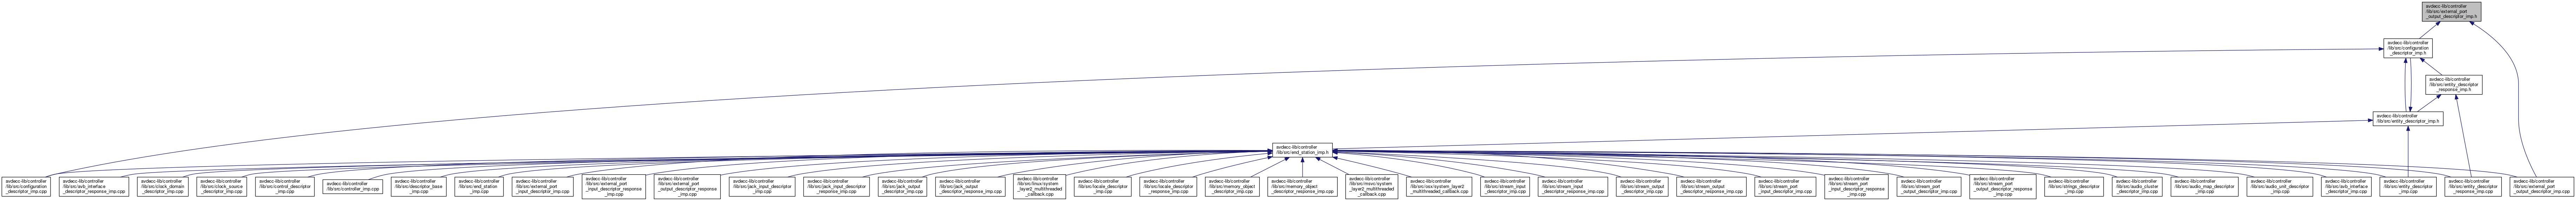 avdecc-lib/controller
/lib/src/external_port
_output_descriptor_imp.h
avdecc-lib/controller
/lib/src/configuration
_descriptor_imp.h
avdecc-lib/controller
/lib/src/entity_descriptor
_response_imp.h
avdecc-lib/controller
/lib/src/entity_descriptor_imp.h
avdecc-lib/controller
/lib/src/end_station_imp.h
avdecc-lib/controller
/lib/src/configuration
_descriptor_imp.cpp
avdecc-lib/controller
/lib/src/avb_interface
_descriptor_response_imp.cpp
avdecc-lib/controller
/lib/src/clock_domain
_descriptor_imp.cpp
avdecc-lib/controller
/lib/src/clock_source
_descriptor_imp.cpp
avdecc-lib/controller
/lib/src/control_descriptor
_imp.cpp
avdecc-lib/controller
/lib/src/controller_imp.cpp
avdecc-lib/controller
/lib/src/descriptor_base
_imp.cpp
avdecc-lib/controller
/lib/src/end_station
_imp.cpp
avdecc-lib/controller
/lib/src/external_port
_input_descriptor_imp.cpp
avdecc-lib/controller
/lib/src/external_port
_input_descriptor_response
_imp.cpp
avdecc-lib/controller
/lib/src/external_port
_output_descriptor_response
_imp.cpp
avdecc-lib/controller
/lib/src/jack_input_descriptor
_imp.cpp
avdecc-lib/controller
/lib/src/jack_input_descriptor
_response_imp.cpp
avdecc-lib/controller
/lib/src/jack_output
_descriptor_imp.cpp
avdecc-lib/controller
/lib/src/jack_output
_descriptor_response_imp.cpp
avdecc-lib/controller
/lib/src/linux/system
_layer2_multithreaded
_callback.cpp
avdecc-lib/controller
/lib/src/locale_descriptor
_imp.cpp
avdecc-lib/controller
/lib/src/locale_descriptor
_response_imp.cpp
avdecc-lib/controller
/lib/src/memory_object
_descriptor_imp.cpp
avdecc-lib/controller
/lib/src/memory_object
_descriptor_response_imp.cpp
avdecc-lib/controller
/lib/src/msvc/system
_layer2_multithreaded
_callback.cpp
avdecc-lib/controller
/lib/src/osx/system_layer2
_multithreaded_callback.cpp
avdecc-lib/controller
/lib/src/stream_input
_descriptor_imp.cpp
avdecc-lib/controller
/lib/src/stream_input
_descriptor_response_imp.cpp
avdecc-lib/controller
/lib/src/stream_output
_descriptor_imp.cpp
avdecc-lib/controller
/lib/src/stream_output
_descriptor_response_imp.cpp
avdecc-lib/controller
/lib/src/stream_port
_input_descriptor_imp.cpp
avdecc-lib/controller
/lib/src/stream_port
_input_descriptor_response
_imp.cpp
avdecc-lib/controller
/lib/src/stream_port
_output_descriptor_imp.cpp
avdecc-lib/controller
/lib/src/stream_port
_output_descriptor_response
_imp.cpp
avdecc-lib/controller
/lib/src/strings_descriptor
_imp.cpp
avdecc-lib/controller
/lib/src/audio_cluster
_descriptor_imp.cpp
avdecc-lib/controller
/lib/src/audio_map_descriptor
_imp.cpp
avdecc-lib/controller
/lib/src/audio_unit_descriptor
_imp.cpp
avdecc-lib/controller
/lib/src/avb_interface
_descriptor_imp.cpp
avdecc-lib/controller
/lib/src/entity_descriptor
_imp.cpp
avdecc-lib/controller
/lib/src/entity_descriptor
_response_imp.cpp
avdecc-lib/controller
/lib/src/external_port
_output_descriptor_imp.cpp